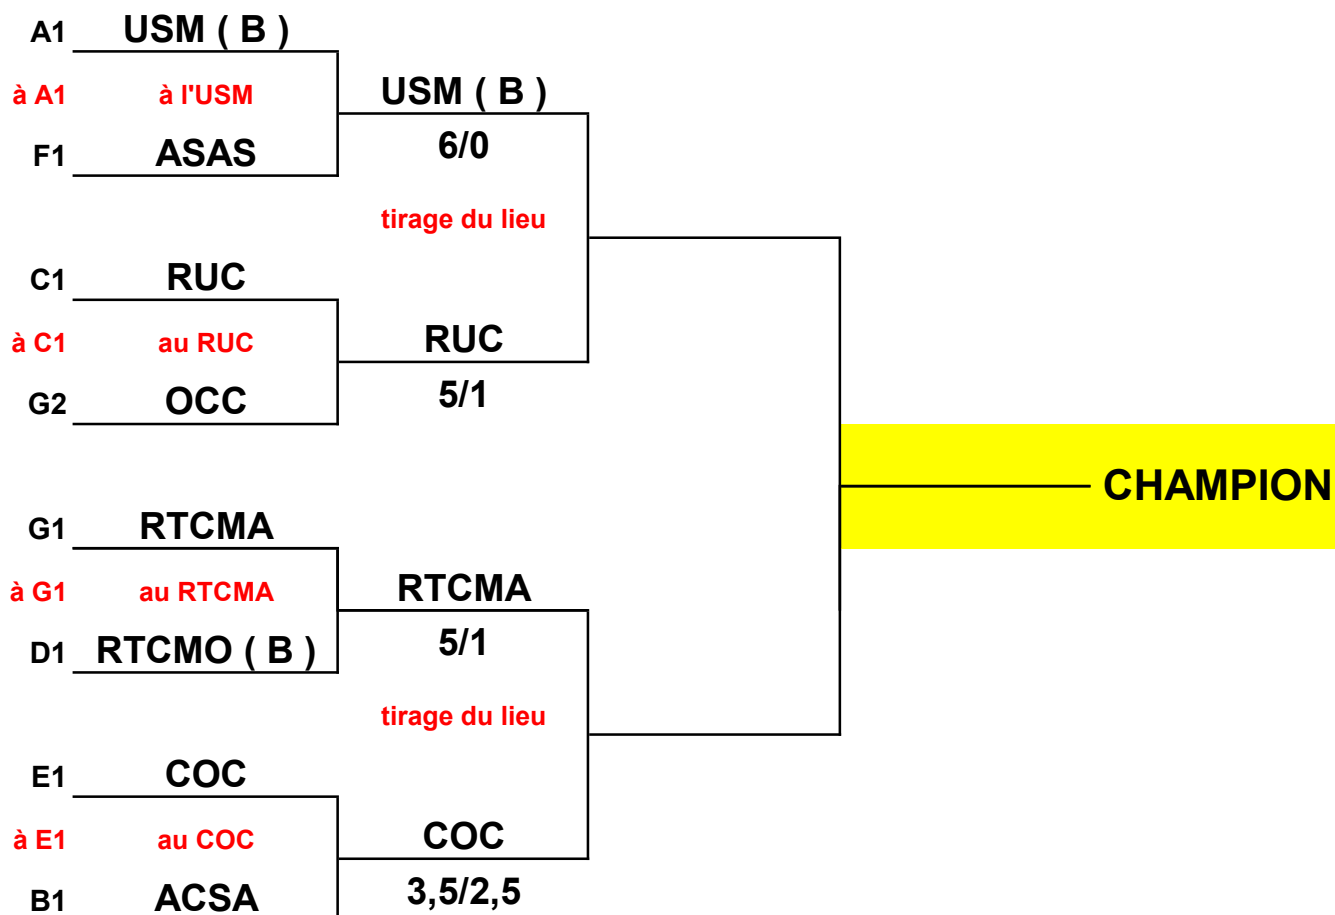 A1 USM ( B )
à A1 à l'USM USM ( B )
F1 ASAS 6/0
tirage du lieu
C1 RUC
à C1 au RUC RUC
G2 OCC 5/1
CHAMPION
G1 RTCMA
à G1 au RTCMA RTCMA
D1 RTCMO ( B ) 5/1
tirage du lieu
E1 COC
à E1 au COC COC
B1 ACSA 3,5/2,5